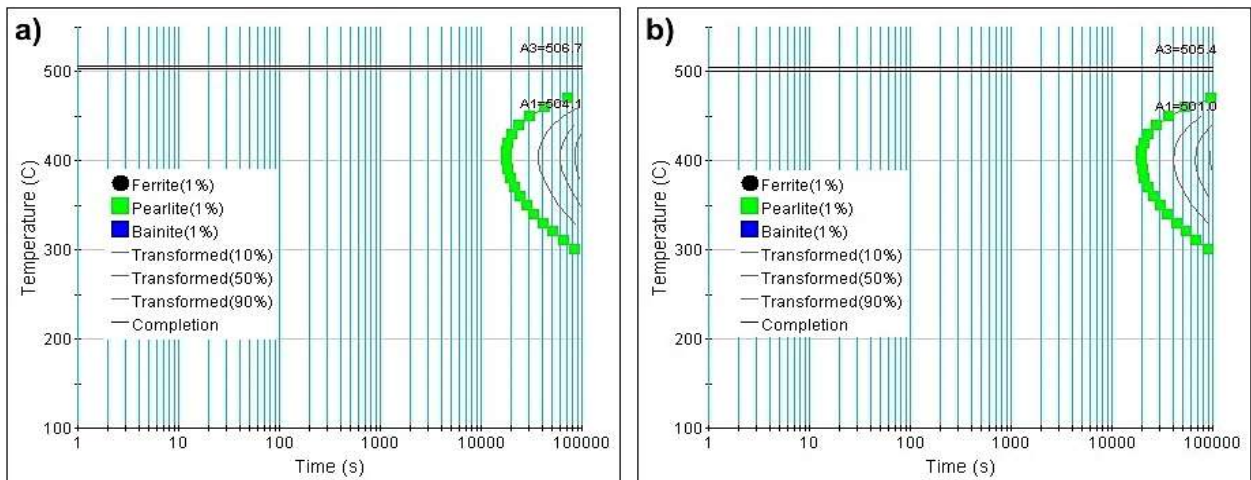 a)
A3=506.7
500
A1=504.1
400
300
200
100
Temperature (C)
Ferrite(1%)
Pearlite(1%)
Bainite(1%)
Transformed(10%)
Transformed(50%)
Transformed(90%)
Completion
1 10 100 1000 10000 100000
Time (s)
b)
A3=505.4
500
A1=501.0
400
300
200
100
Temperature (C)
Ferrite(1%)
Pearlite(1%)
Bainite(1%)
Transformed(10%)
Transformed(50%)
Transformed(90%)
Completion
1 10 100 1000 10000 100000
Time (s)